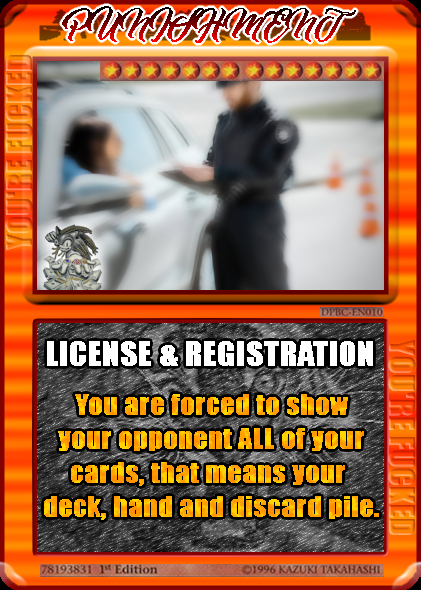 PUNISHMENT
YOU'RE FUCKED
DPBC-EN010
LICENSE & REGISTRATION
You are forced to show
your opponent ALL of your
cards, that means your
deck, hand and discard pile.
YOU'RE FUCKED
78193831 1st Edition
©1996 KAZUKI TAKAHASHI